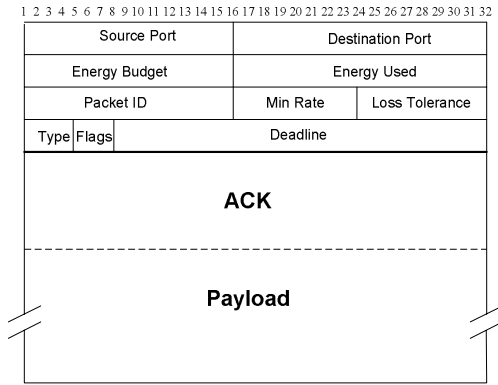 1 2 3 4 5 6 7 8 9 10 11 12 13 14 15 16 17 18 19 20 21 22 23 24 25 26 27 28 29 30 31 32
Source Port Destination Port
Energy Budget Energy Used
Packet ID Min Rate Loss Tolerance
Type Flags Deadline
ACK
Payload